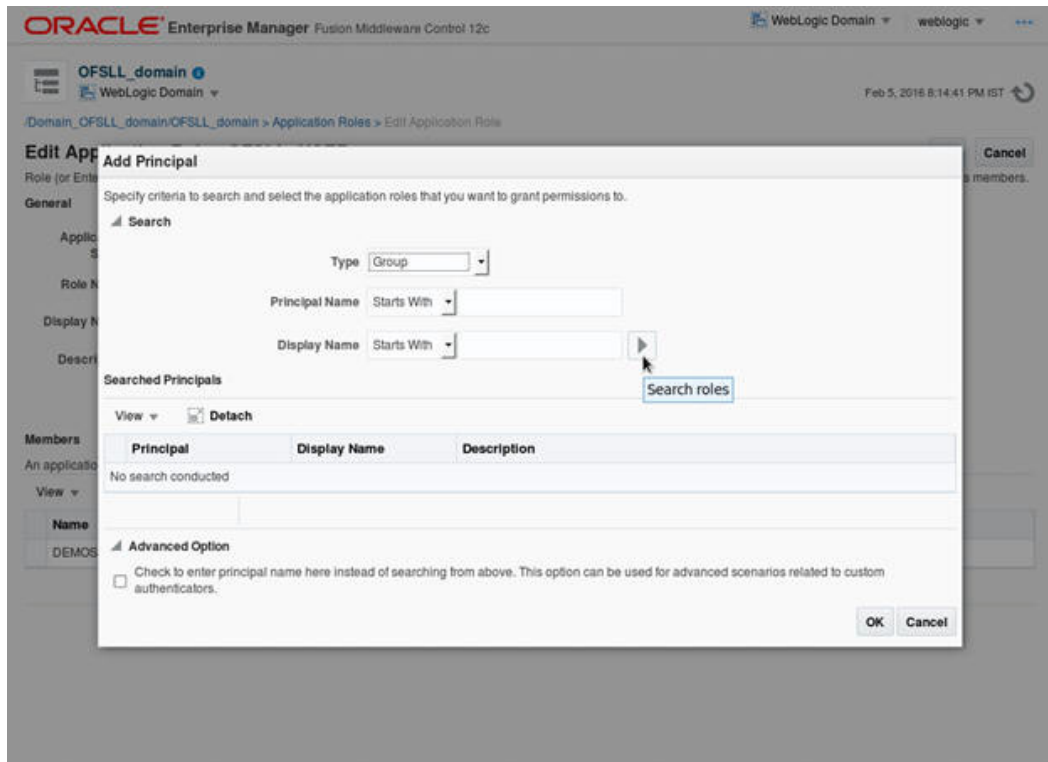 ORACLE Enterprise Manager Fusion Middleware Control 12c
WebLogic Domain
weblogic
OFSLL_domain
WebLogic Domain
Feb 5, 2016 8:14:41 PM IST
/Domain_OFSLL_domain/OFSLL_domain > Application Roles > Edit Application Role
Edit App
Cancel
Role (or Ente
s members.
General
Applic
S
Role N
Display N
Descri
Members
An applicatio
View
Name
DEMOS
Add Principal
Specify criteria to search and select the application roles that you want to grant permissions to.
Search
Type Group
Principal Name Starts With
Display Name Starts With
Search roles
Searched Principals
View Detach
Principal Display Name Description
No search conducted
Advanced Option
Check to enter principal name here instead of searching from above. This option can be used for advanced scenarios related to custom
authenticators.
OK Cancel